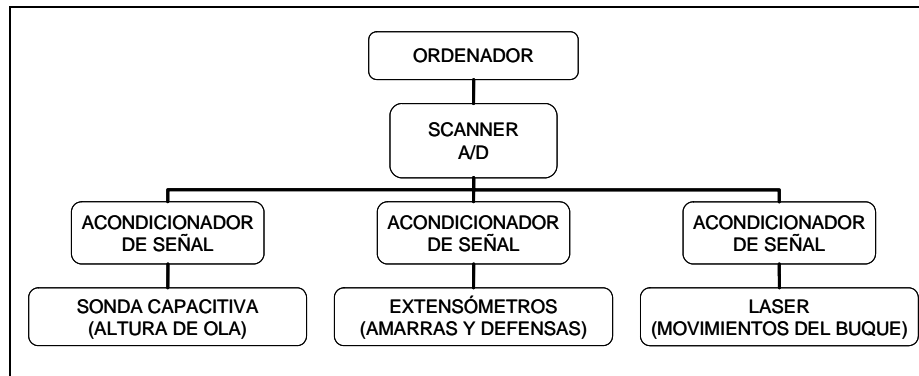 ORDENADOR
SCANNER
A/D
ACONDICIONADOR
DE SEÑAL
ACONDICIONADOR
DE SEÑAL
ACONDICIONADOR
DE SEÑAL
SONDA CAPACITIVA
(ALTURA DE OLA)
EXTENSÓMETROS
(AMARRAS Y DEFENSAS)
LASER
(MOVIMIENTOS DEL BUQUE)